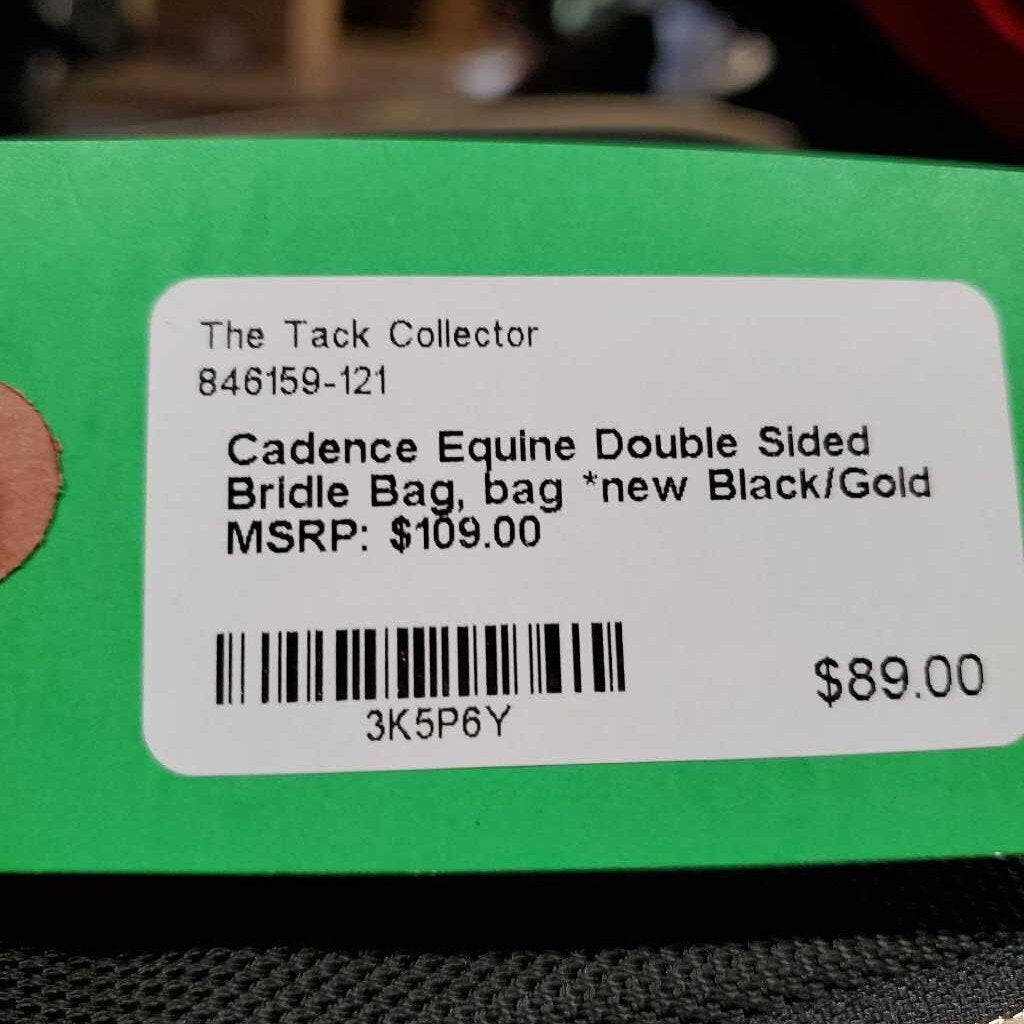 The Tack Collector
846159-121
Cadence Equine Double Sided
Bridle Bag, bag *new Black/Gold
MSRP: $109.00
3K5P6Y
$89.00